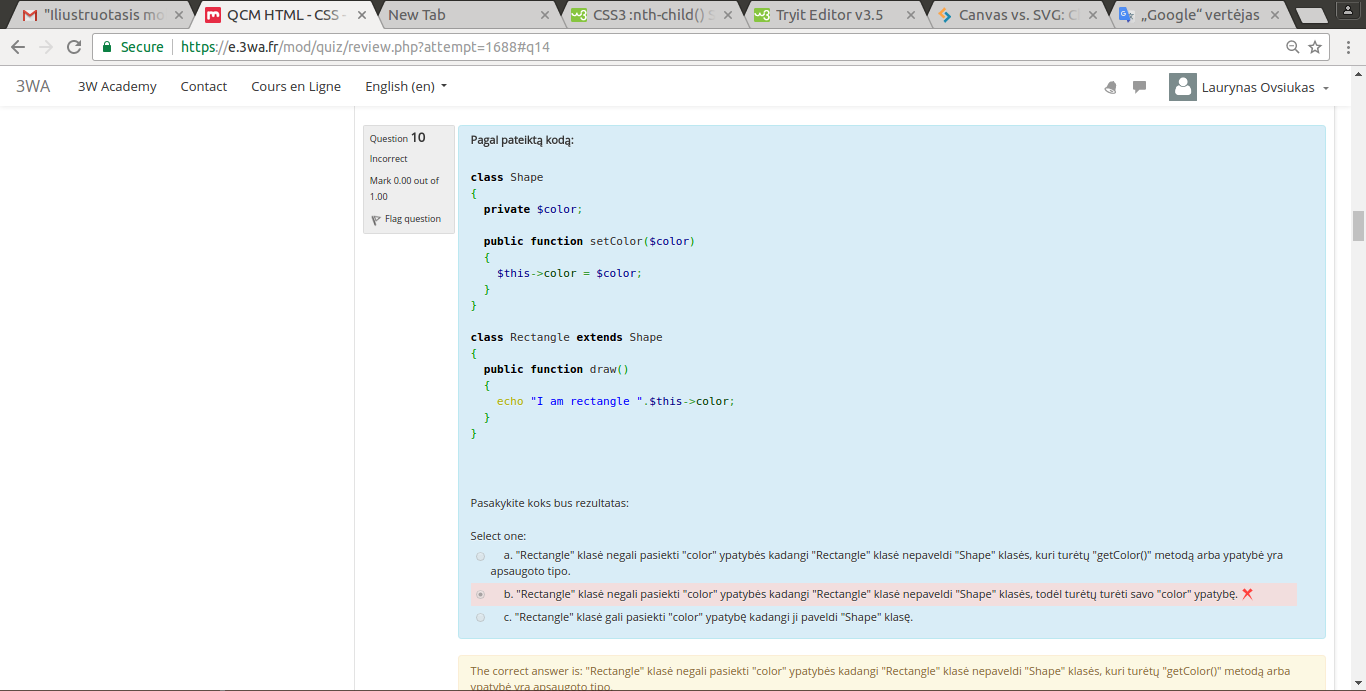 "Iliustruotasis mo
QCM HTML - CSS -
New Tab
CSS3 :nth-child() S
Tryit Editor v3.5
Canvas vs. SVG: C
„Google“ vertėjas
Secure
https://e.3wa.fr/mod/quiz/review.php?attempt=1688#q14
3WA
3W Academy
Contact
Cours en Ligne
English (en)
Laurynas Ovsiukas
Question 10
Incorrect
Mark 0.00 out of
1.00
Flag question
Pagal pateiktą kodą:
class Shape
{
private $color;
public function setColor($color)
{
$this->color = $color;
}
}
class Rectangle extends Shape
{
public function draw()
{
echo "I am rectangle ".$this->color;
}
}
Pasakykite koks bus rezultatas:
Select one:
a. "Rectangle" klasė negali pasiekti "color" ypatybės kadangi "Rectangle" klasė nepaveldi "Shape" klasės, kuri turėtų "getColor()" metodą arba ypatybė yra
apsaugoto tipo.
b. "Rectangle" klasė negali pasiekti "color" ypatybės kadangi "Rectangle" klasė nepaveldi "Shape" klasės, todėl turėtų turėti savo "color" ypatybę.
c. "Rectangle" klasė gali pasiekti "color" ypatybę kadangi ji paveldi "Shape" klasę.
The correct answer is: "Rectangle" klasė negali pasiekti "color" ypatybės kadangi "Rectangle" klasė nepaveldi "Shape" klasės, kuri turėtų "getColor()" metodą arba
ypatybė yra apsaugoto tipo.